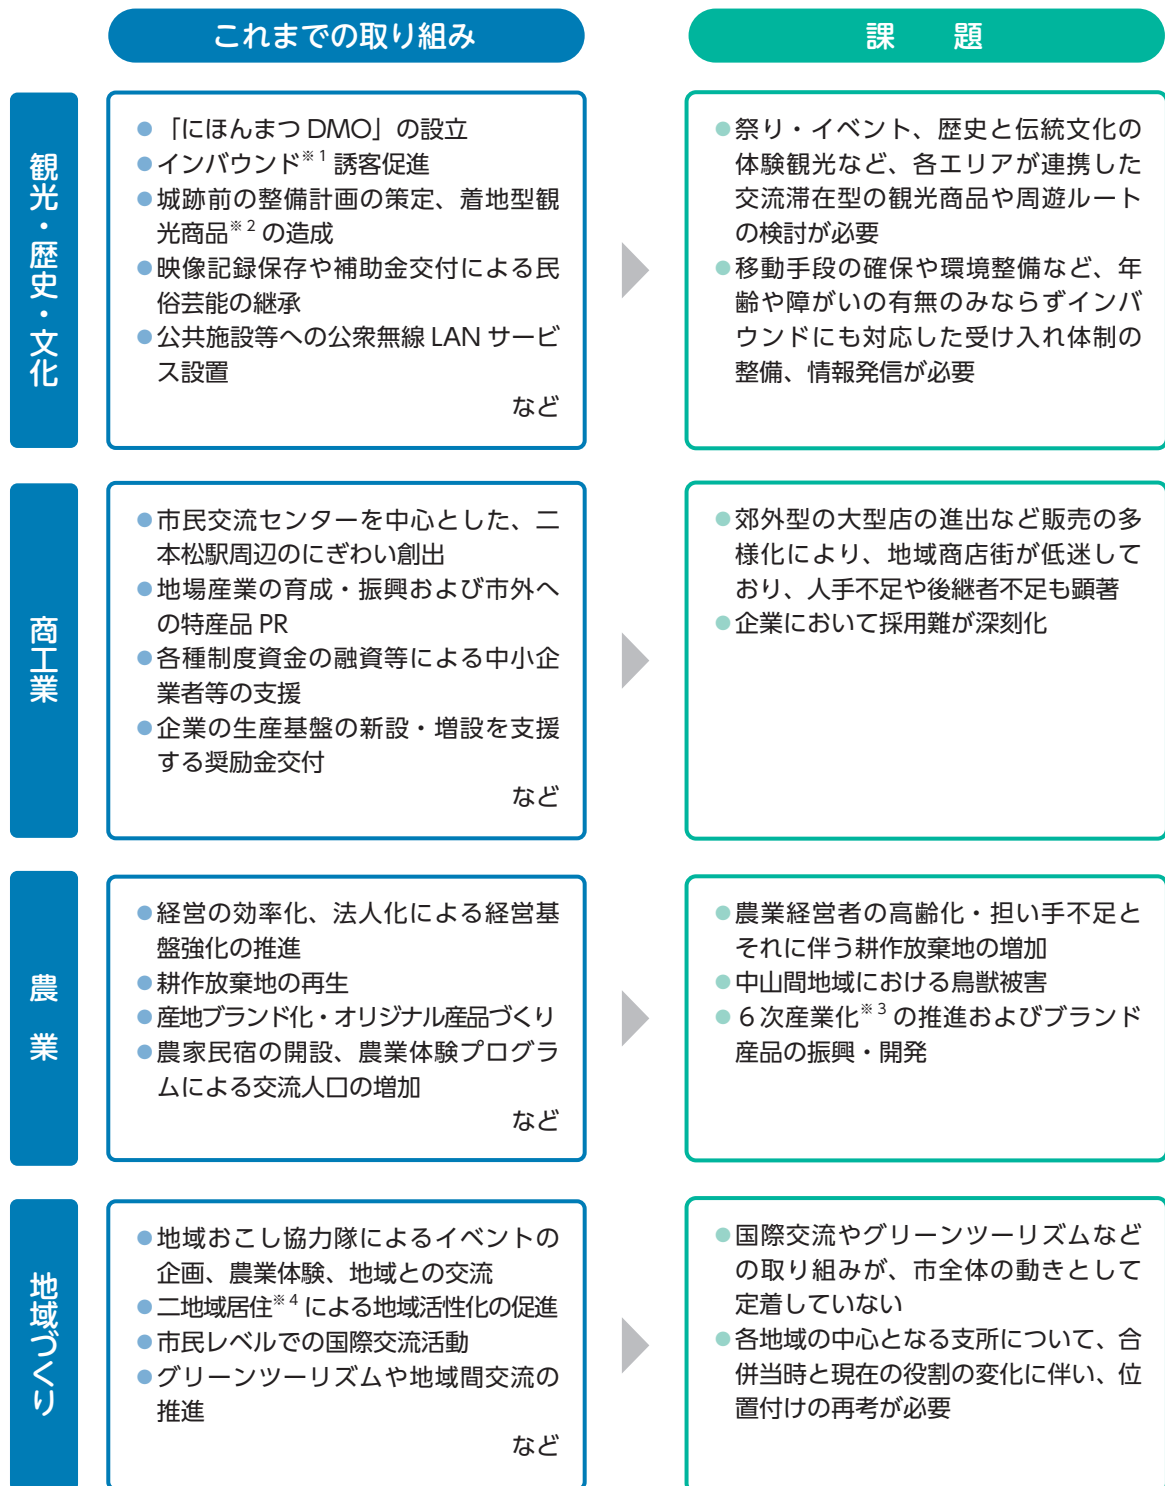 これまでの取り組み
課　題
観光・歴史・文化
●「にほんまつ DMO」の設立
●インバウンド※1 誘客促進
●城跡前の整備計画の策定、着地型観
光商品※2 の造成
●映像記録保存や補助金交付による民
俗芸能の継承
●公共施設等への公衆無線 LAN サービ
ス設置
など
●祭り・イベント、歴史と伝統文化の
体験観光など、各エリアが連携した
交流滞在型の観光商品や周遊ルート
の検討が必要
●移動手段の確保や環境整備など、年
齢や障がいの有無のみならずインバ
ウンドにも対応した受け入れ体制の
整備、情報発信が必要
商工業
●市民交流センターを中心とした、二
本松駅周辺のにぎわい創出
●地場産業の育成・振興および市外へ
の特産品 PR
●各種制度資金の融資等による中小企
業者等の支援
●企業の生産基盤の新設・増設を支援
する奨励金交付
など
●郊外型の大型店の進出など販売の多
様化により、地域商店街が低迷して
おり、人手不足や後継者不足も顕著
●企業において採用難が深刻化
農業
●経営の効率化、法人化による経営基
盤強化の推進
●耕作放棄地の再生
●産地ブランド化・オリジナル産品づくり
●農家民宿の開設、農業体験プログラ
ムによる交流人口の増加
など
●農業経営者の高齢化・担い手不足と
それに伴う耕作放棄地の増加
●中山間地域における鳥獣被害
●６次産業化※3 の推進およびブランド
産品の振興・開発
地域づくり
●地域おこし協力隊によるイベントの
企画、農業体験、地域との交流
●二地域居住※4 による地域活性化の促進
●市民レベルでの国際交流活動
●グリーンツーリズムや地域間交流の
推進
など
●国際交流やグリーンツーリズムなど
の取り組みが、市全体の動きとして
定着していない
●各地域の中心となる支所について、合
併当時と現在の役割の変化に伴い、位
置付けの再考が必要